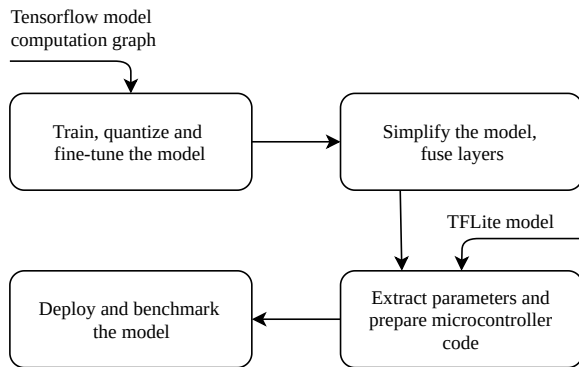 Tensorflow model
computation graph
Train, quantize and
fine-tune the model
Simplify the model,
fuse layers
TFLite model
Extract parameters and
prepare microcontroller
code
Deploy and benchmark
the model